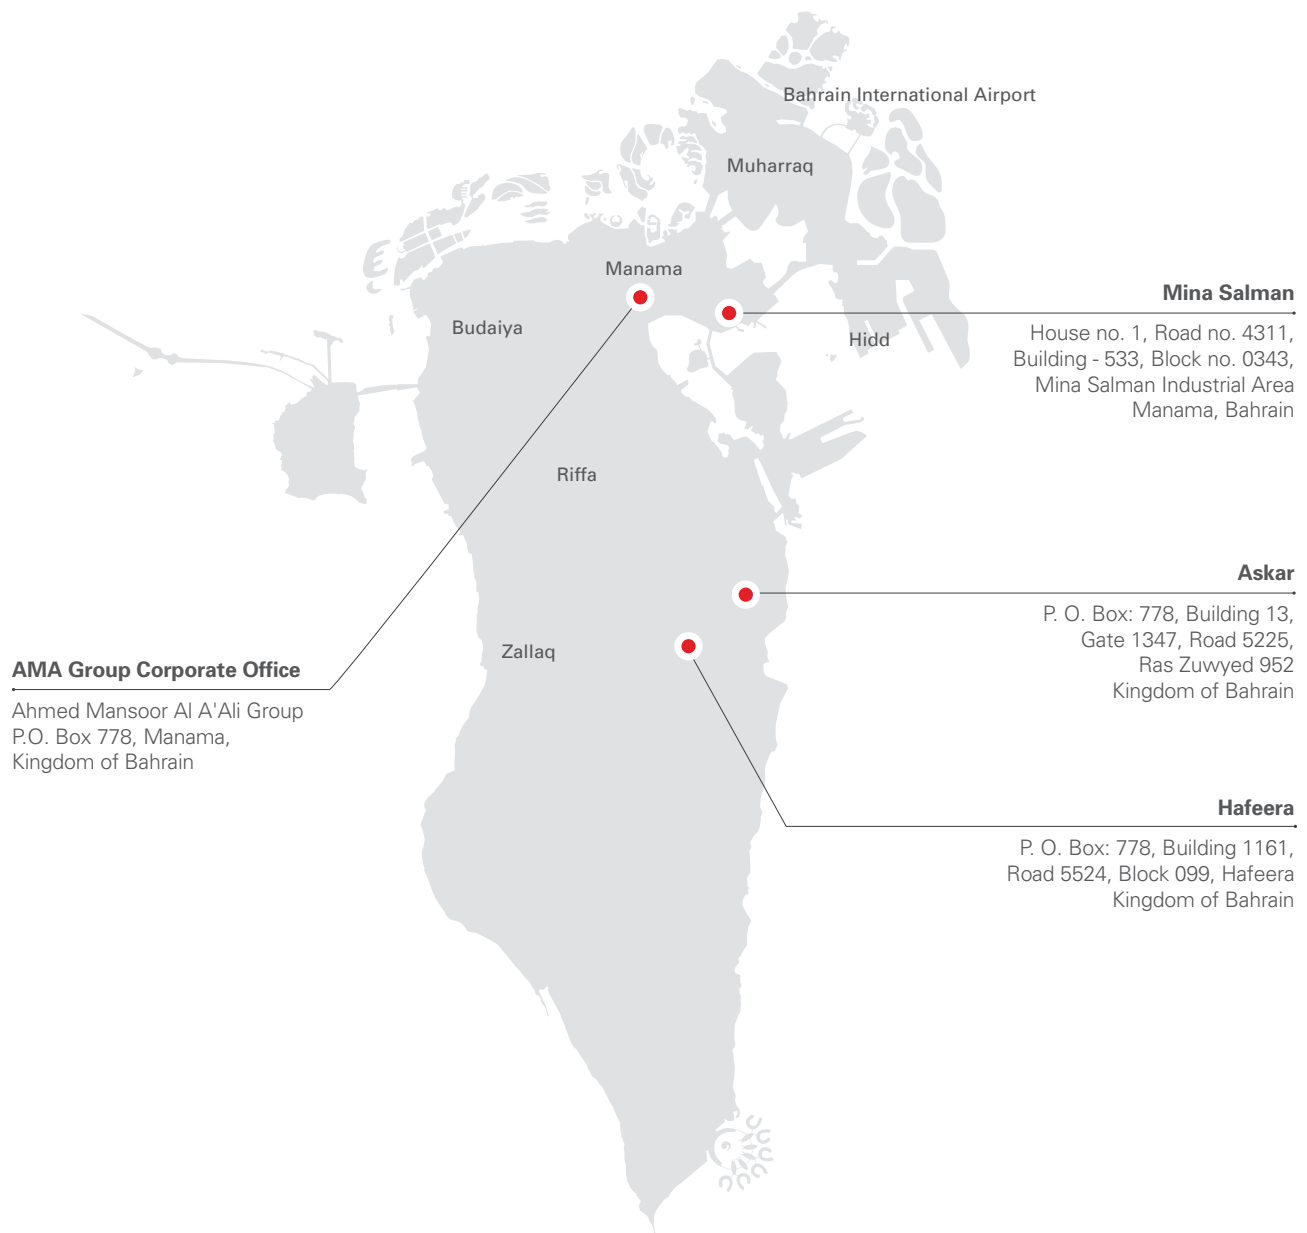 Bahrain International Airport
Muharraq
Manama
Budaiya
Hidd
Riffa
Zallaq
Mina Salman
House no. 1, Road no. 4311,
Building - 533, Block no. 0343,
Mina Salman Industrial Area
Manama, Bahrain
Askar
P. O. Box: 778, Building 13,
Gate 1347, Road 5225,
Ras Zuwyed 952
Kingdom of Bahrain
AMA Group Corporate Office
Ahmed Mansoor Al A'Ali Group
P.O. Box 778, Manama,
Kingdom of Bahrain
Hafeera
P. O. Box: 778, Building 1161,
Road 5524, Block 099, Hafeera
Kingdom of Bahrain